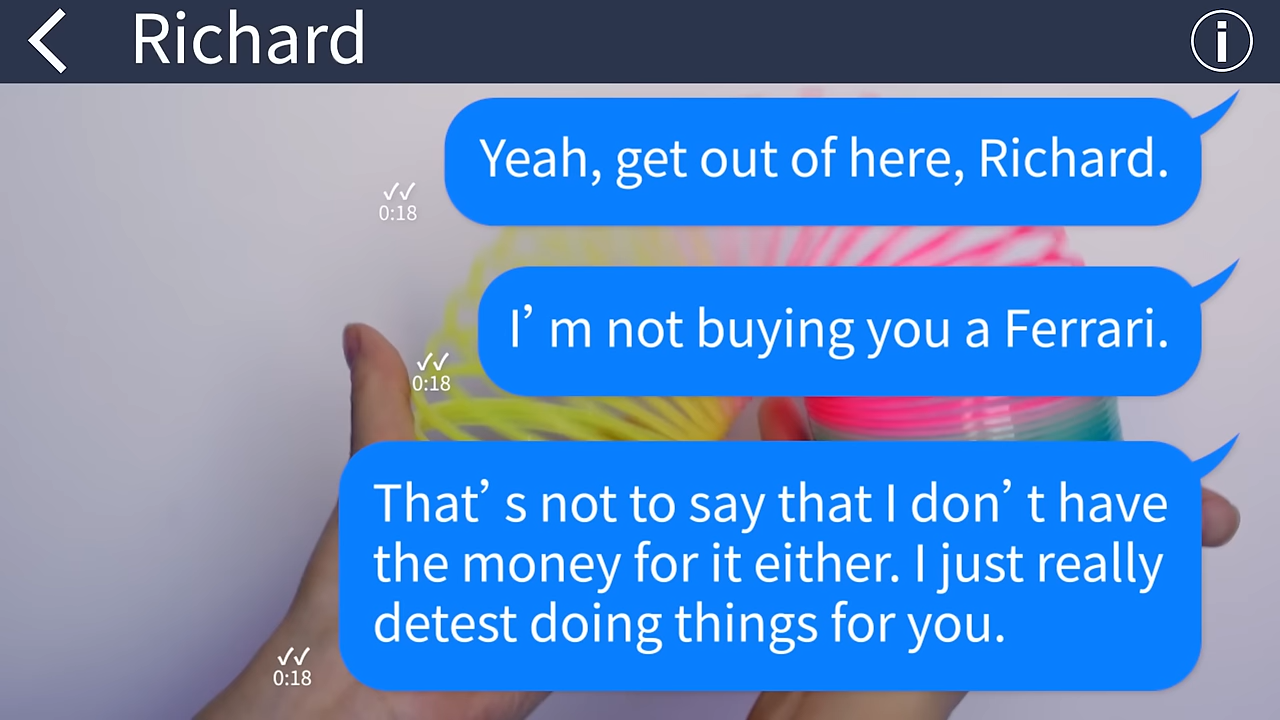 Richard
Yeah, get out of here, Richard.
✓✓
0:18
I’ m not buying you a Ferrari.
✓✓
0:18
That’ s not to say that I don’ t have
the money for it either. I just really
detest doing things for you.
✓✓
0:18